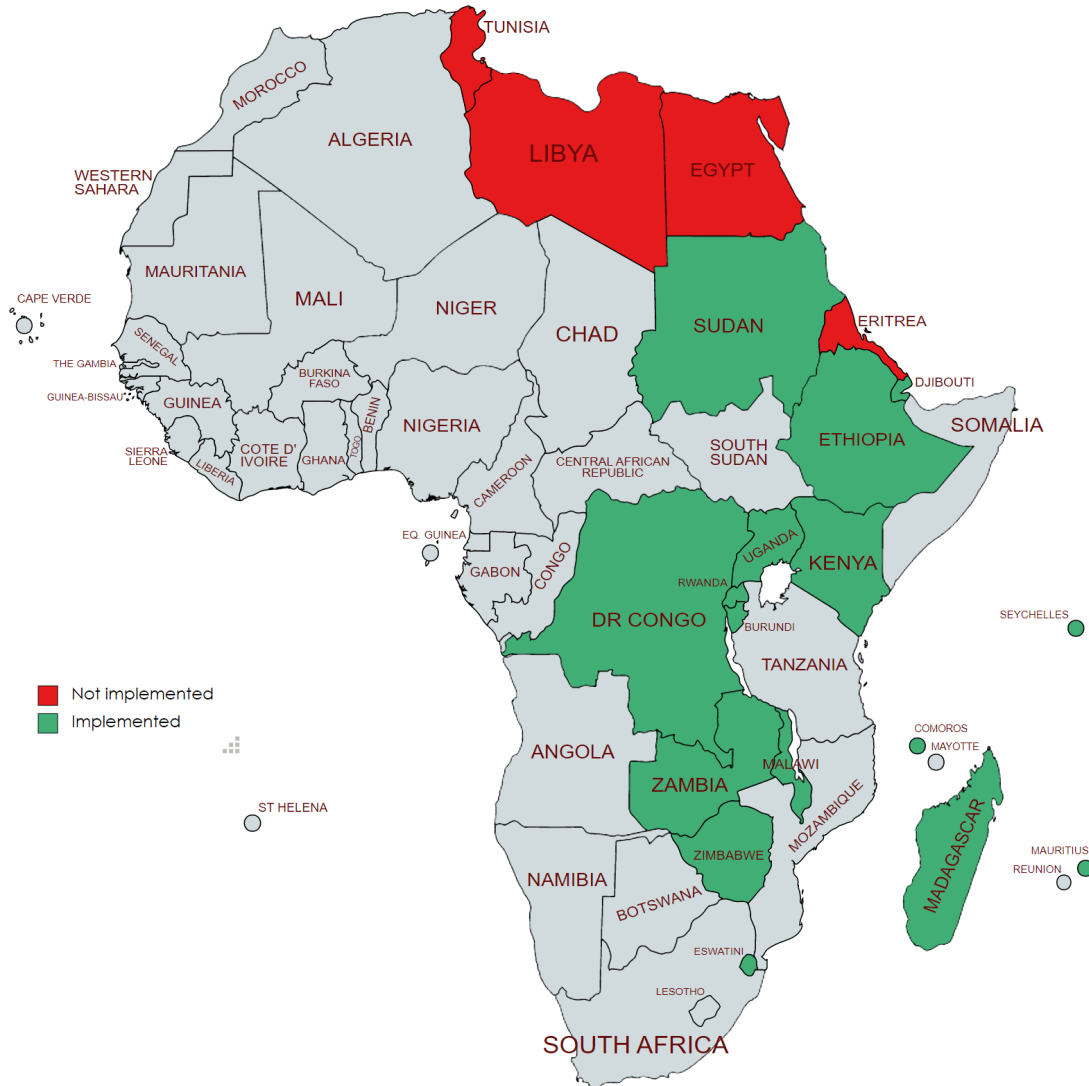 TUNISIA
MOROCCO
ALGERIA
LIBYA
EGYPT
WESTERN
SAHARA
MAURITANIA
MALI
NIGER
CHAD
SUDAN
ERITREA
CAPE VERDE
SENEGAL
THE GAMBIA
GUINEA-BISSAU
GUINEA
BURKINA
FASO
BENIN
DJIBOUTI
SIERRA
LEONE
LIBERIA
COTE D'
IVOIRE
GHANA
TOGO
NIGERIA
CAMEROON
CENTRAL AFRICAN
REPUBLIC
SOUTH
SUDAN
ETHIOPIA
SOMALIA
EQ. GUINEA
GABON
CONGO
DR CONGO
UGANDA
KENYA
RWANDA
BURUNDI
TANZANIA
SEYCHELLES
Not implemented
Implemented
ANGOLA
ZAMBIA
MALAWI
COMOROS
MAYOTTE
ST HELENA
MOZAMBIQUE
MADAGASCAR
ZIMBABWE
MAURITIUS
REUNION
NAMIBIA
BOTSWANA
ESWATINI
LESOTHO
SOUTH AFRICA